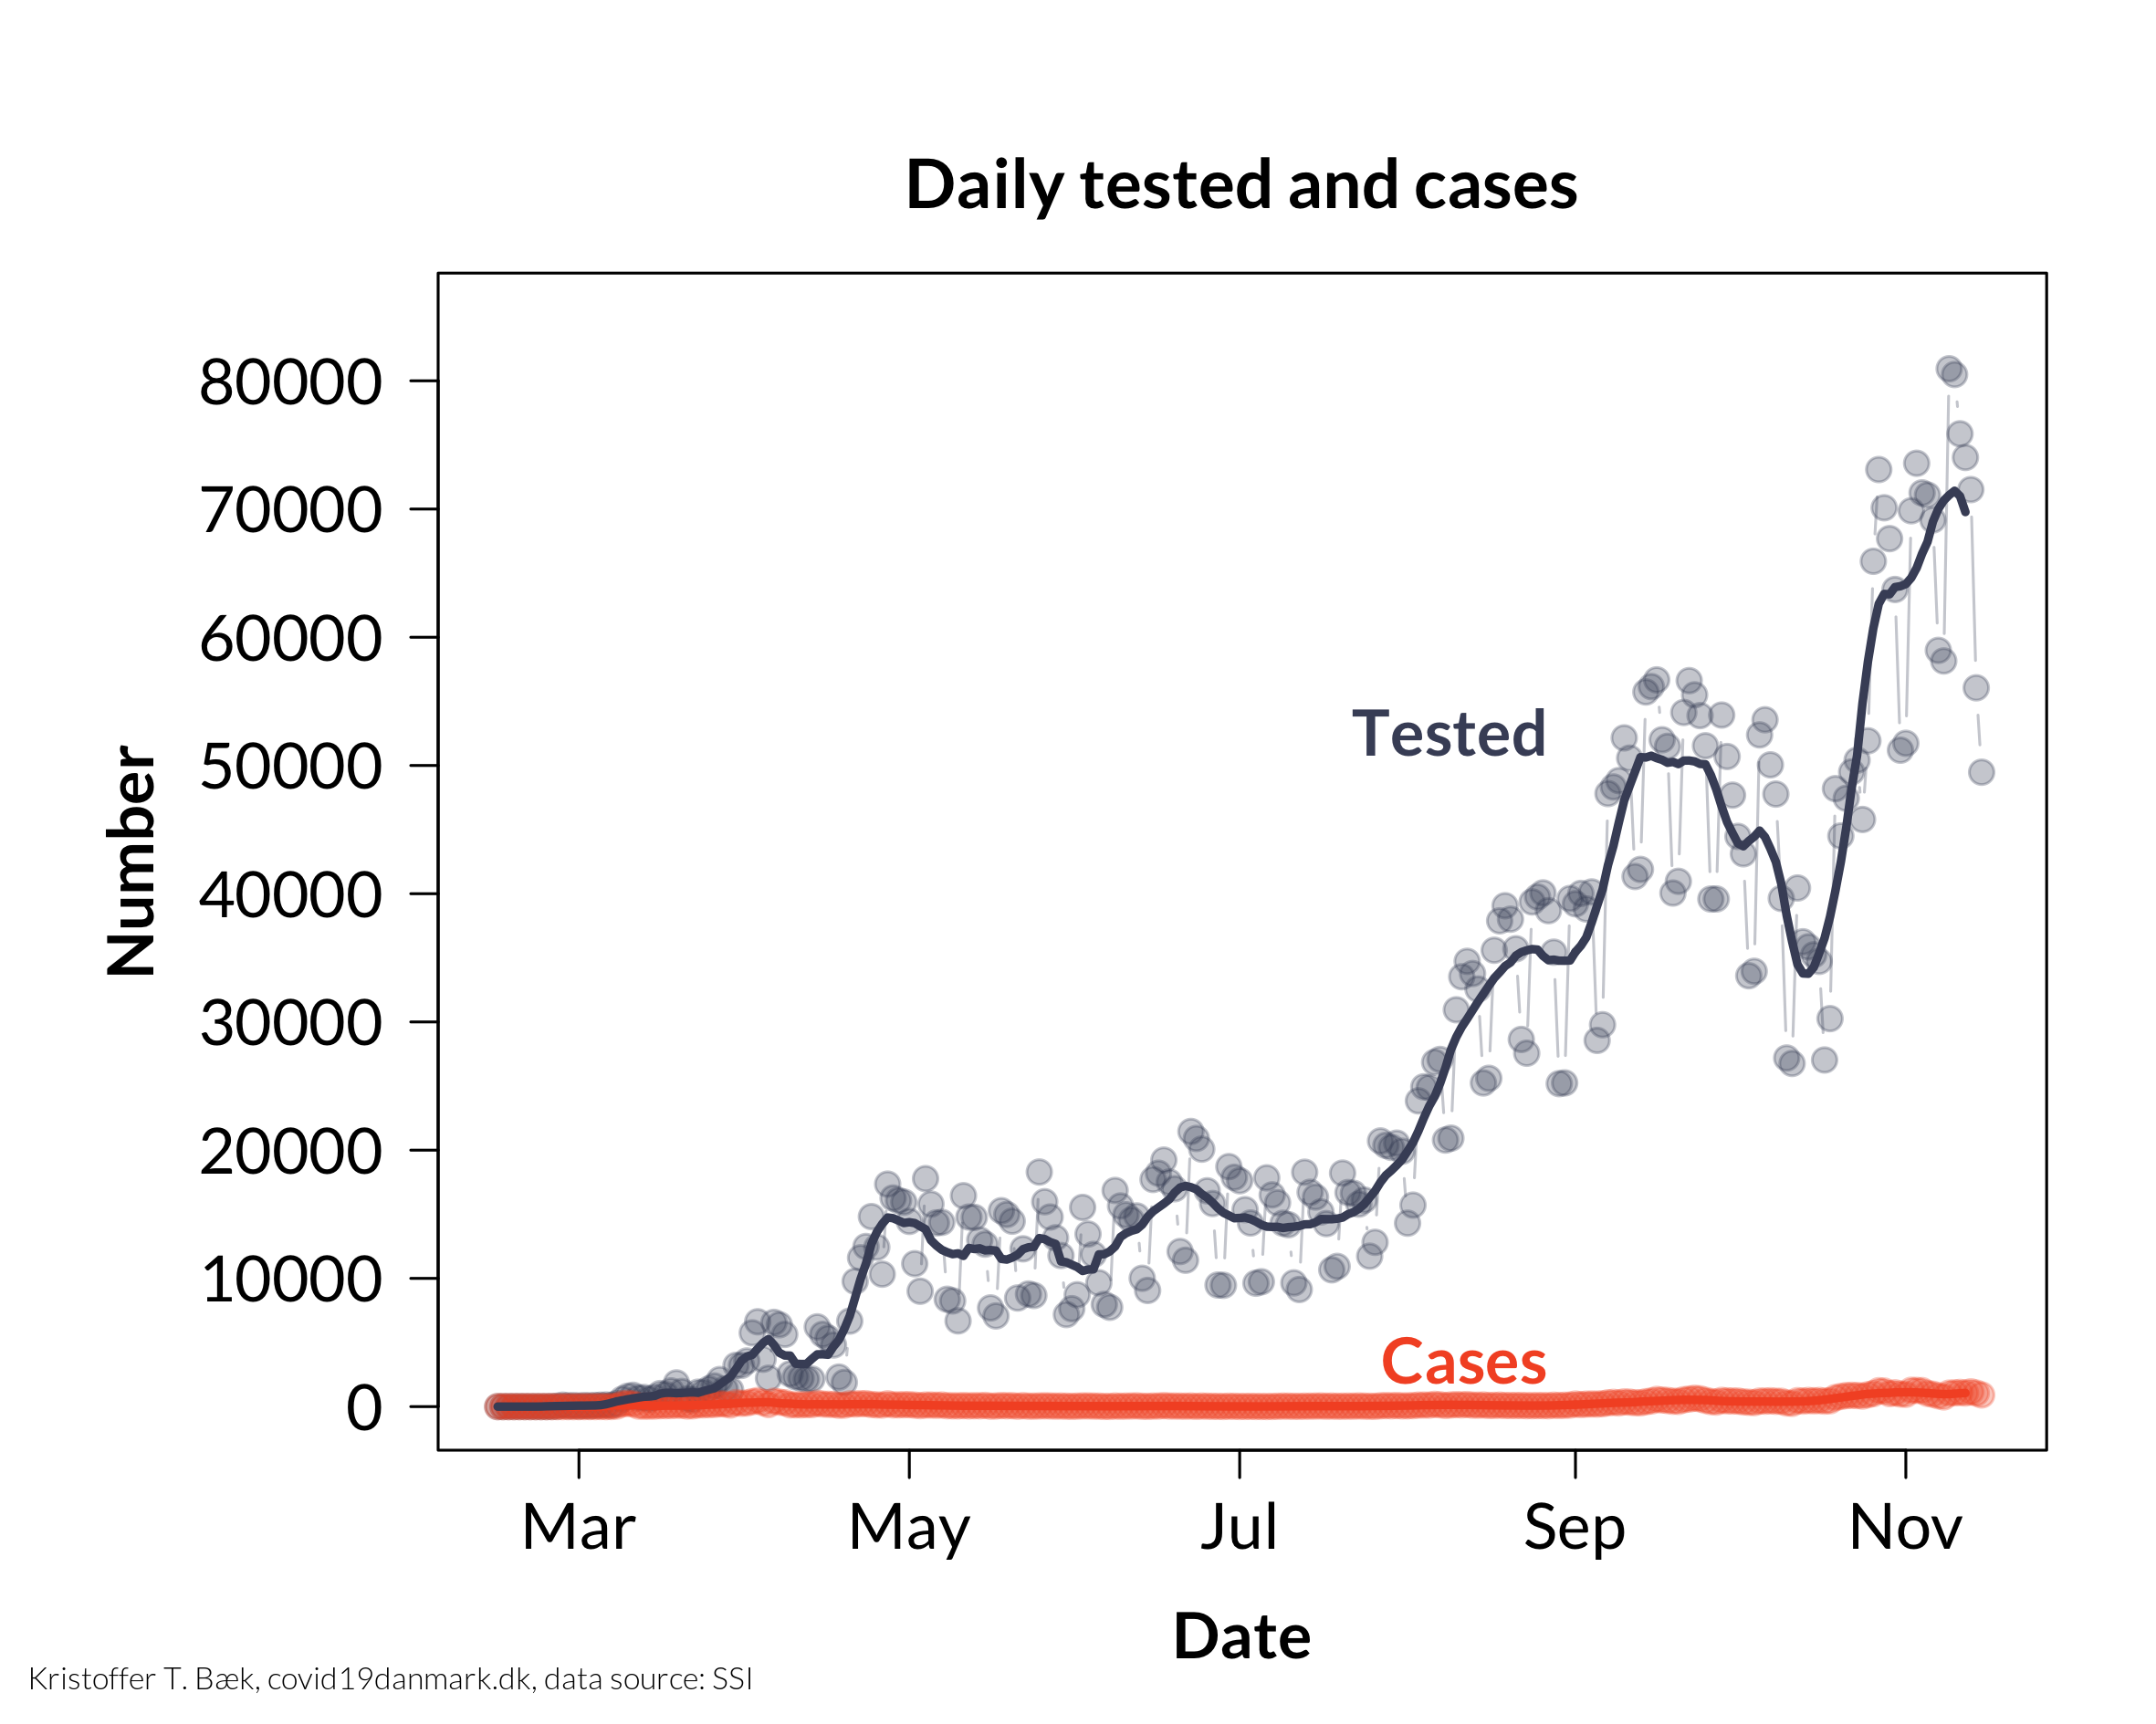 Daily tested and cases
80000
70000
60000
50000
40000
30000
20000
10000
0
Number
Tested
Cases
Mar May Jul Sep Nov
Date
Kristoffer T. Bæk, covid19danmark.dk, data source: SSI